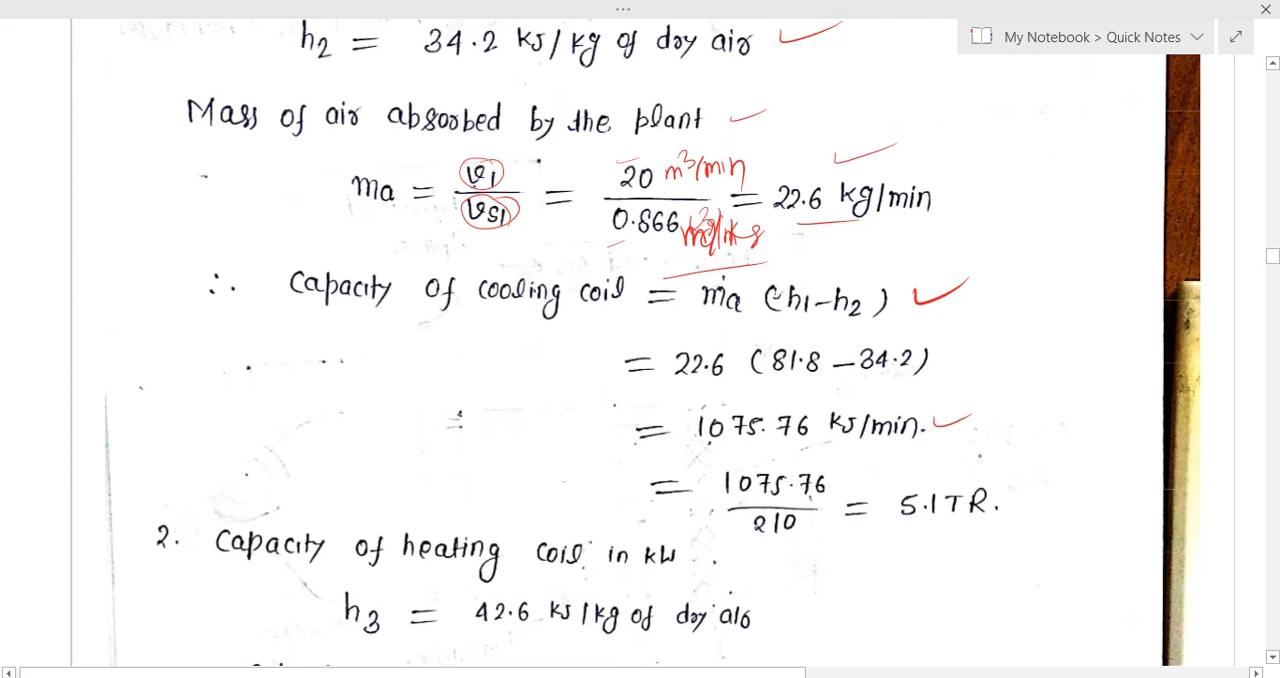 My Notebook > Quick Notes
h2 = 34.2 kJ/kg of dry air
Mass of air absorbed by the plant
ma = v1/vs1 = 20 m³/min / 0.866 = 22.6 kg/min
∴ Capacity of cooling coil = ṁa (h1-h2)
= 22.6 (81.8 - 34.2)
= 1075.76 kJ/min.
= 1075.76/210 = 5.1 TR.
2. Capacity of heating coil in kW.
h3 = 42.6 kJ/kg of dry air